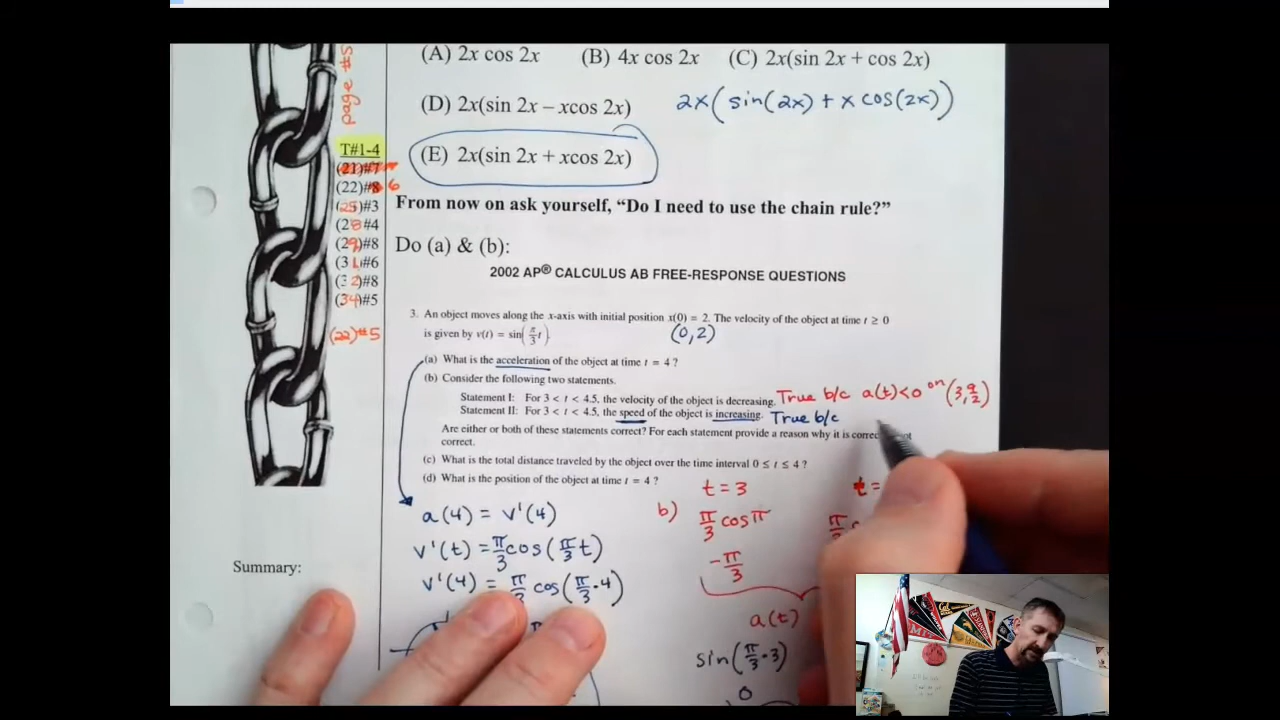 (A) 2x cos 2x (B) 4x cos 2x (C) 2x(sin 2x + cos 2x)
page #s
(D) 2x(sin 2x − xcos 2x) 2x(sin(2x) + x cos(2x))
T#1-4
(E) 2x(sin 2x + xcos 2x)
(21)#7
(22)#8 6
(25)#3
From now on ask yourself, “Do I need to use the chain rule?”
(28)#4
(29)#8
Do (a) & (b):
(31)#6
(32)#8
(34)#5
(22)#5
2002 AP® CALCULUS AB FREE-RESPONSE QUESTIONS
3. An object moves along the x-axis with initial position x(0) = 2. The velocity of the object at time t ≥ 0
is given by v(t) = sin(π/3 t) (0,2)
(a) What is the acceleration of the object at time t = 4 ?
(b) Consider the following two statements.
Statement I: For 3 < t < 4.5, the velocity of the object is decreasing. True b/c a(t)<0 on (3, 9/2)
Statement II: For 3 < t < 4.5, the speed of the object is increasing. True b/c
Are either or both of these statements correct? For each statement provide a reason why it is correct
correct.
(c) What is the total distance traveled by the object over the time interval 0 ≤ t ≤ 4 ?
(d) What is the position of the object at time t = 4 ?
t = 3 t =
a(4) = v'(4) b) π/3 cos π
v'(t) = π/3 cos(π/3 t)
−π/3
v'(4) = π/3 cos(π/3 · 4)
a(t)
sin(π/3 · 3)
0
Summary: